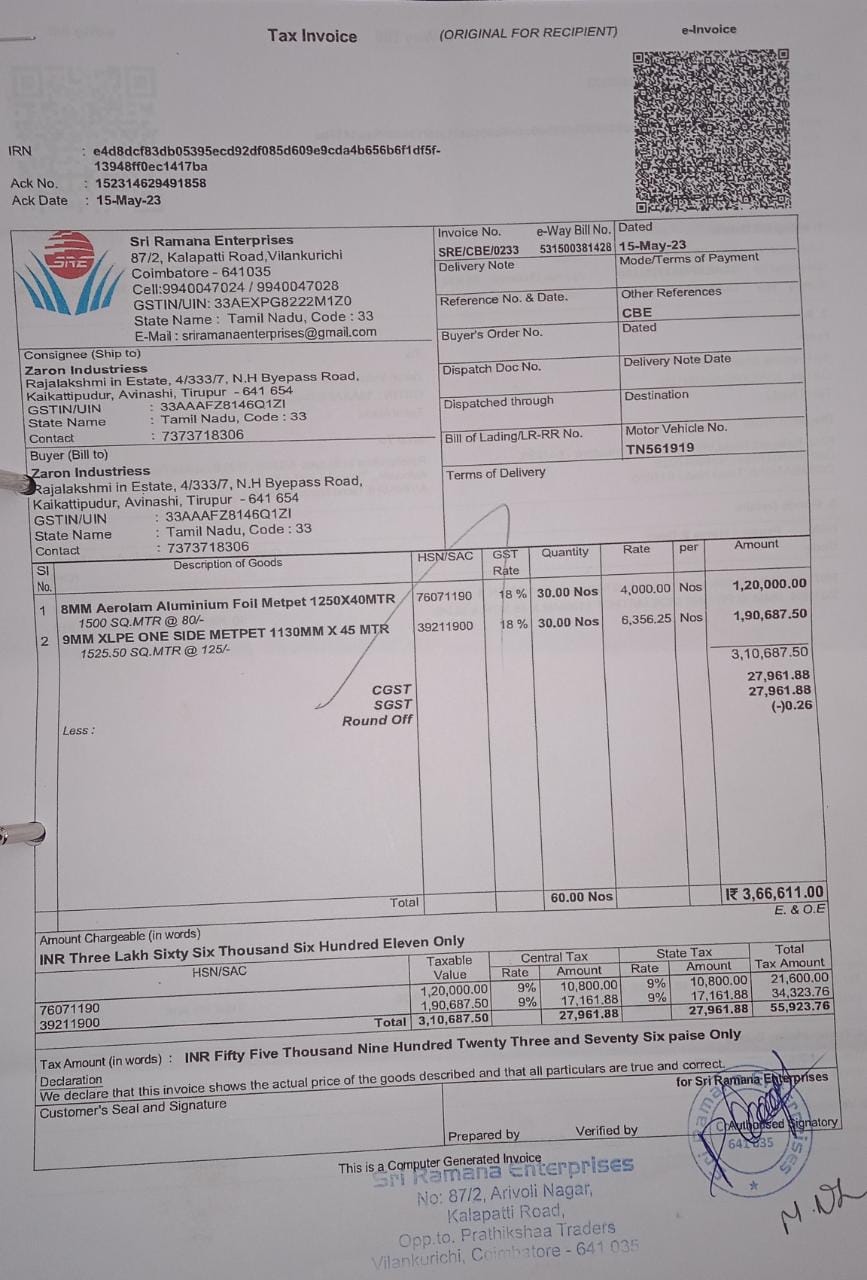 Tax Invoice (ORIGINAL FOR RECIPIENT) e-Invoice
IRN : e4d8dcf83db05395ecd92df085d609e9cda4b656b6f1df5f-
13948ff0ec1417ba
Ack No. : 152314629491858
Ack Date : 15-May-23
SRE
Sri Ramana Enterprises
87/2, Kalapatti Road,Vilankurichi
Coimbatore - 641035
Cell:9940047024 / 9940047028
GSTIN/UIN: 33AEXPG8222M1Z0
State Name : Tamil Nadu, Code : 33
E-Mail : sriramanaenterprises@gmail.com
Invoice No. e-Way Bill No. Dated
SRE/CBE/0233 531500381428 15-May-23
Delivery Note Mode/Terms of Payment
Reference No. & Date. Other References
CBE
Buyer's Order No. Dated
Dispatch Doc No. Delivery Note Date
Dispatched through Destination
Bill of Lading/LR-RR No. Motor Vehicle No.
TN561919
Terms of Delivery
Consignee (Ship to)
Zaron Industriess
Rajalakshmi in Estate, 4/333/7, N.H Byepass Road,
Kaikattipudur, Avinashi, Tirupur - 641 654
GSTIN/UIN : 33AAAFZ8146Q1ZI
State Name : Tamil Nadu, Code : 33
Contact : 7373718306
Buyer (Bill to)
Zaron Industriess
Rajalakshmi in Estate, 4/333/7, N.H Byepass Road,
Kaikattipudur, Avinashi, Tirupur - 641 654
GSTIN/UIN : 33AAAFZ8146Q1ZI
State Name : Tamil Nadu, Code : 33
Contact : 7373718306
Sl No. Description of Goods HSN/SAC GST Rate Quantity Rate per Amount
1 8MM Aerolam Aluminium Foil Metpet 1250X40MTR 76071190 18 % 30.00 Nos 4,000.00 Nos 1,20,000.00
1500 SQ.MTR @ 80/-
2 9MM XLPE ONE SIDE METPET 1130MM X 45 MTR 39211900 18 % 30.00 Nos 6,356.25 Nos 1,90,687.50
1525.50 SQ.MTR @ 125/-
3,10,687.50
CGST 27,961.88
SGST 27,961.88
Less : Round Off (-)0.26
Total 60.00 Nos I₹ 3,66,611.00
E. & O.E
Amount Chargeable (in words)
INR Three Lakh Sixty Six Thousand Six Hundred Eleven Only
HSN/SAC Taxable Value Central Tax State Tax Total Tax Amount
Rate Amount Rate Amount
76071190 1,20,000.00 9% 10,800.00 9% 10,800.00 21,600.00
39211900 1,90,687.50 9% 17,161.88 9% 17,161.88 34,323.76
Total 3,10,687.50 27,961.88 27,961.88 55,923.76
Tax Amount (in words) : INR Fifty Five Thousand Nine Hundred Twenty Three and Seventy Six paise Only
Declaration
We declare that this invoice shows the actual price of the goods described and that all particulars are true and correct.
Customer's Seal and Signature for Sri Ramana Enterprises
Prepared by Verified by Authorised Signatory
641 035
This is a Computer Generated Invoice
Sri Ramana Enterprises
No: 87/2, Arivoli Nagar,
Kalapatti Road,
Opp.to. Prathikshaa Traders
Vilankurichi, Coimbatore - 641 035